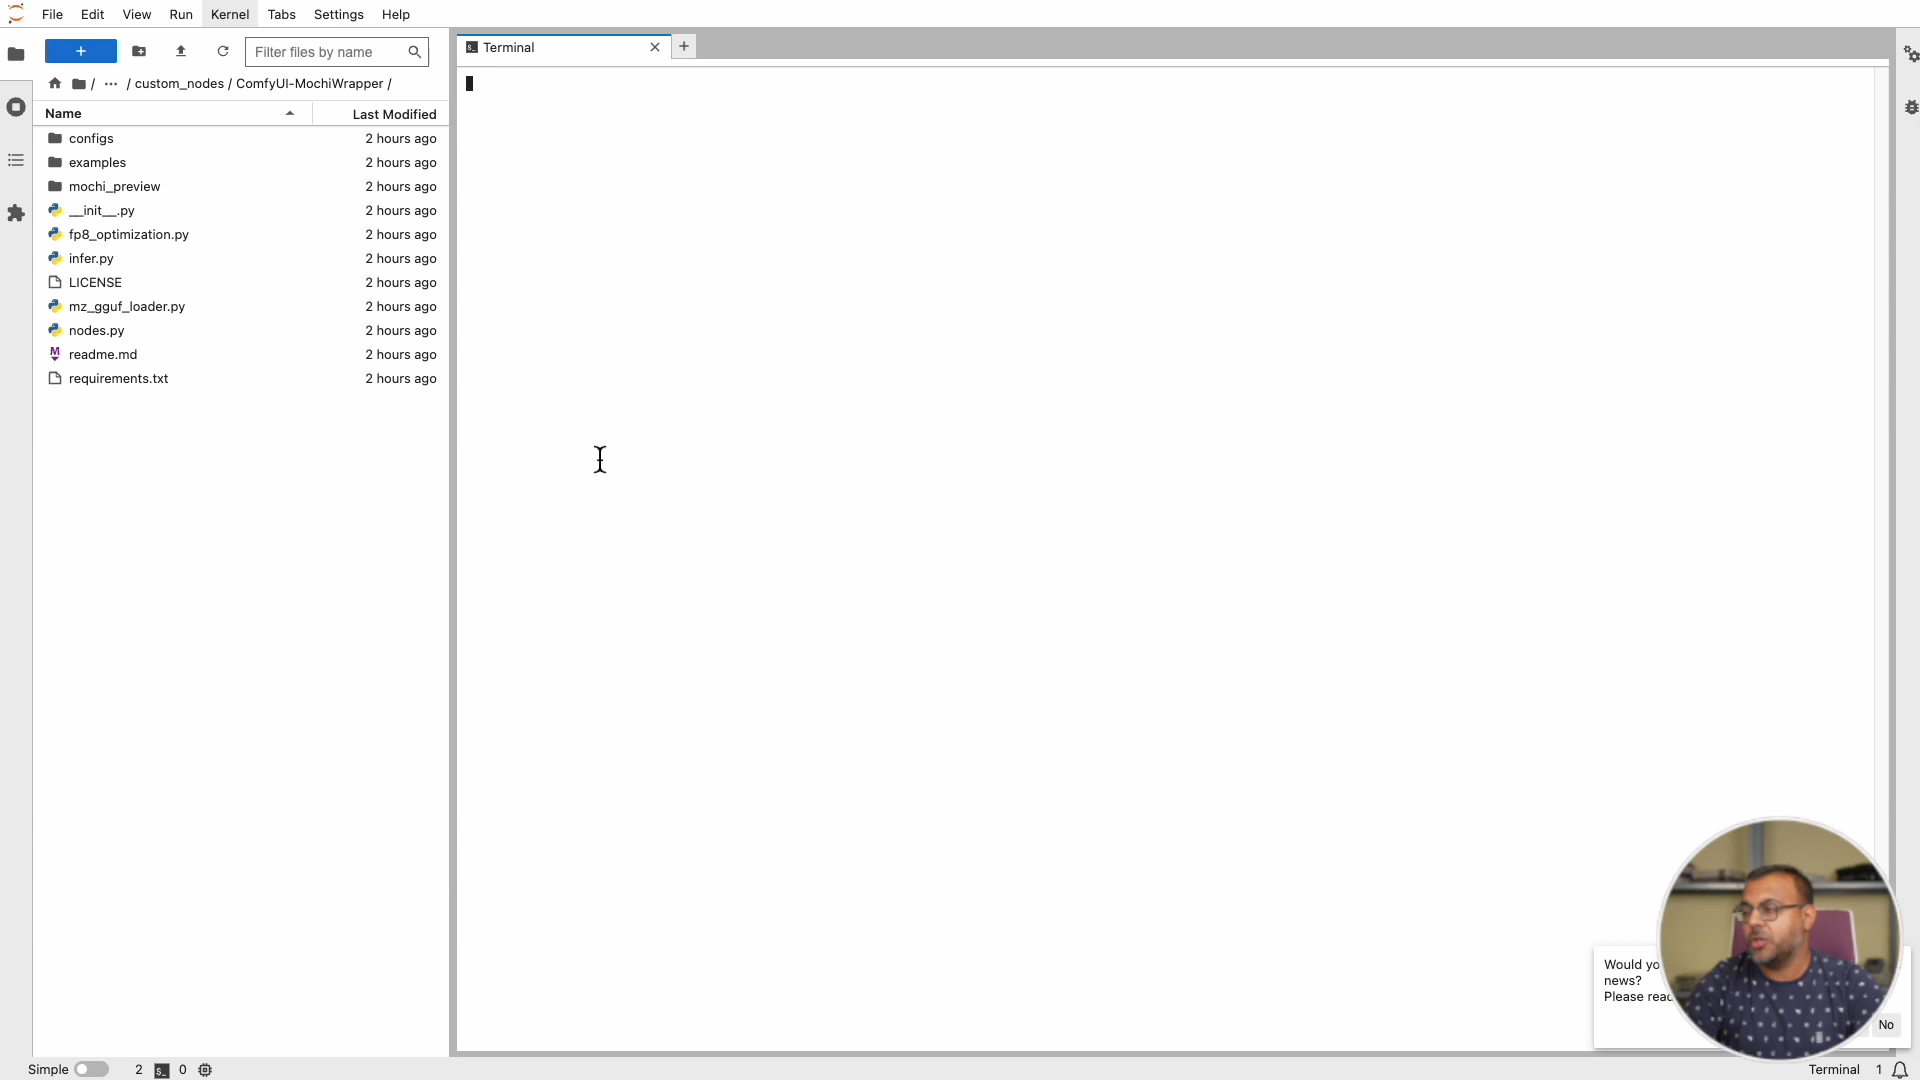 File Edit View Run Kernel Tabs Settings Help
Filter files by name
/ ··· / custom_nodes / ComfyUI-MochiWrapper /
Name Last Modified
configs 2 hours ago
examples 2 hours ago
mochi_preview 2 hours ago
__init__.py 2 hours ago
fp8_optimization.py 2 hours ago
infer.py 2 hours ago
LICENSE 2 hours ago
mz_gguf_loader.py 2 hours ago
nodes.py 2 hours ago
readme.md 2 hours ago
requirements.txt 2 hours ago
Terminal
Would
news?
Please
No
Simple 2 0
Terminal 1